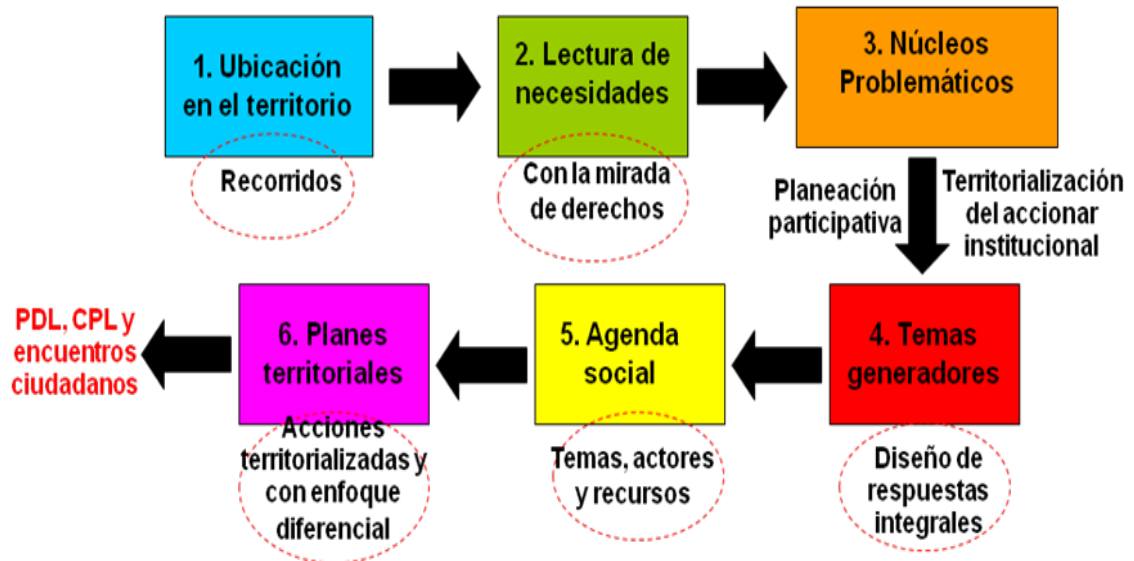 1. Ubicación
en el territorio
Recorridos
2. Lectura de
necesidades
Con la mirada
de derechos
3. Núcleos
Problemáticos
Planeación
participativa
Territorialización
del accionar
institucional
4. Temas
generadores
Diseño de
respuestas
integrales
5. Agenda
social
Temas, actores
y recursos
6. Planes
territoriales
Acciones
territorializadas y
con enfoque
diferencial
PDL, CPL y
encuentros
ciudadanos